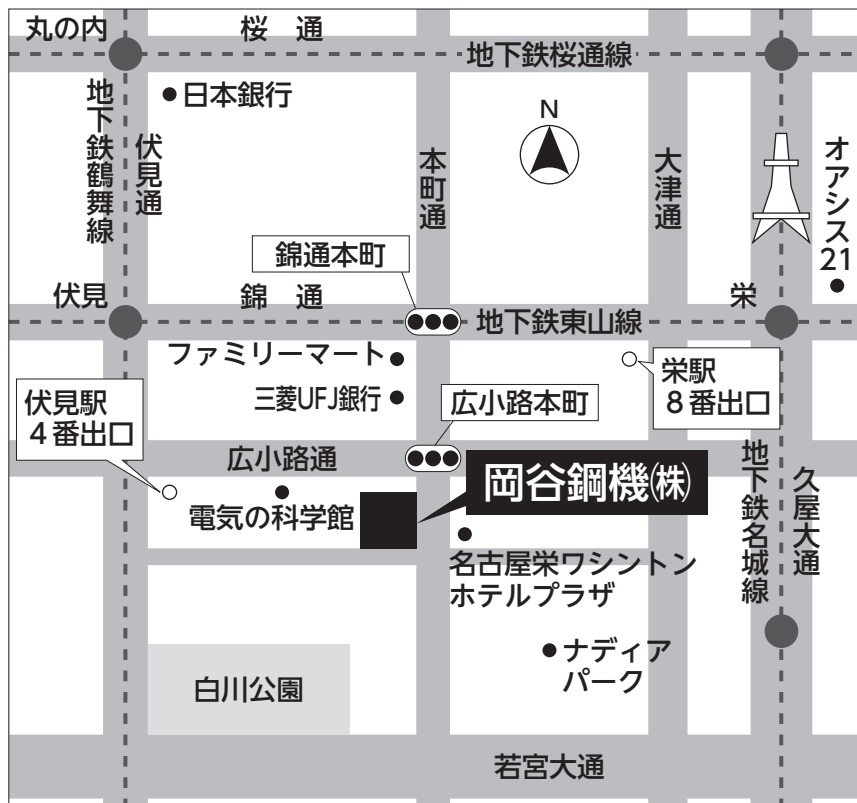 丸の内
桜 通
地下鉄桜通線
日本銀行
地下鉄鶴舞線
伏見通
本町通
N
大津通
オアシス21
錦通本町
伏見
錦 通
地下鉄東山線
栄
ファミリーマート
三菱UFJ銀行
広小路本町
栄駅
8番出口
伏見駅
4番出口
広小路通
岡谷鋼機㈱
電気の科学館
名古屋栄ワシントン
ホテルプラザ
地下鉄名城線
久屋大通
ナディア
パーク
白川公園
若宮大通